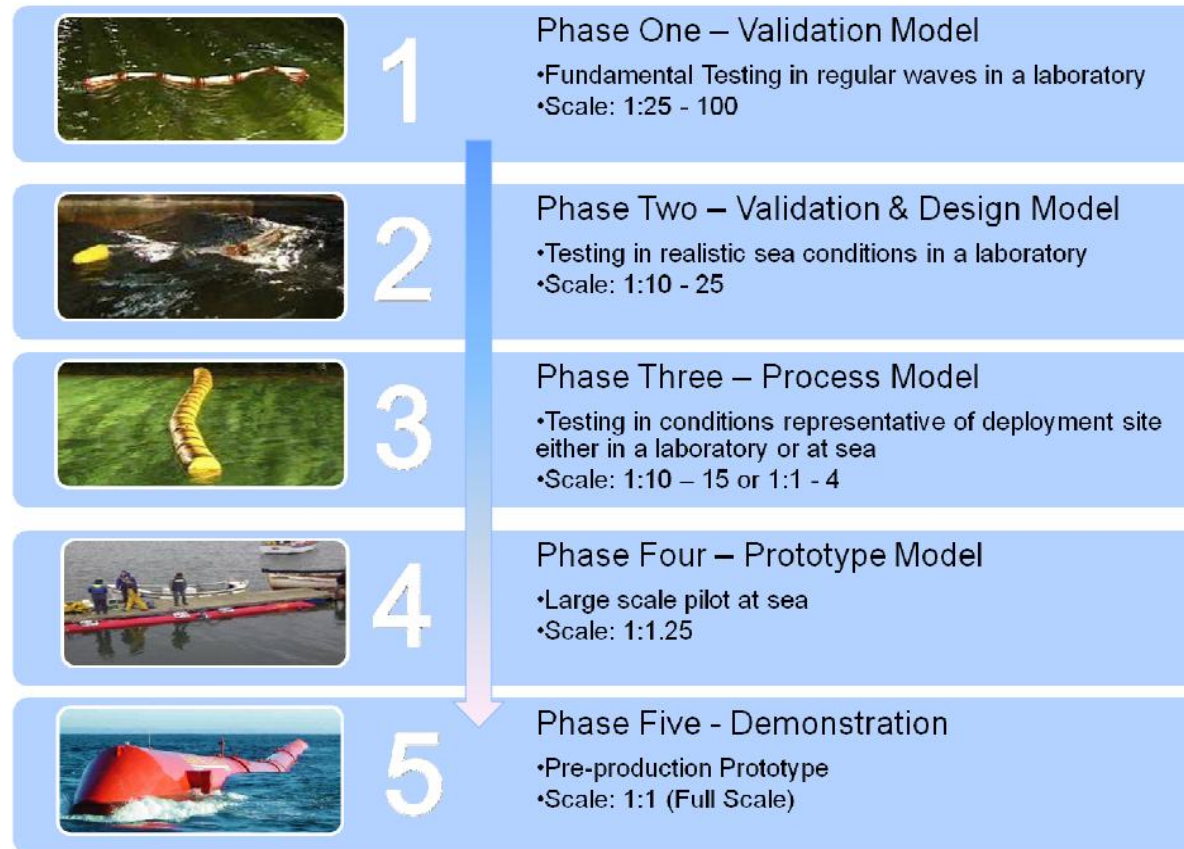 1
Phase One – Validation Model
•Fundamental Testing in regular waves in a laboratory
•Scale: 1:25 - 100
2
Phase Two – Validation & Design Model
•Testing in realistic sea conditions in a laboratory
•Scale: 1:10 - 25
3
Phase Three – Process Model
•Testing in conditions representative of deployment site
either in a laboratory or at sea
•Scale: 1:10 – 15 or 1:1 - 4
4
Phase Four – Prototype Model
•Large scale pilot at sea
•Scale: 1:1.25
5
Phase Five - Demonstration
•Pre-production Prototype
•Scale: 1:1 (Full Scale)